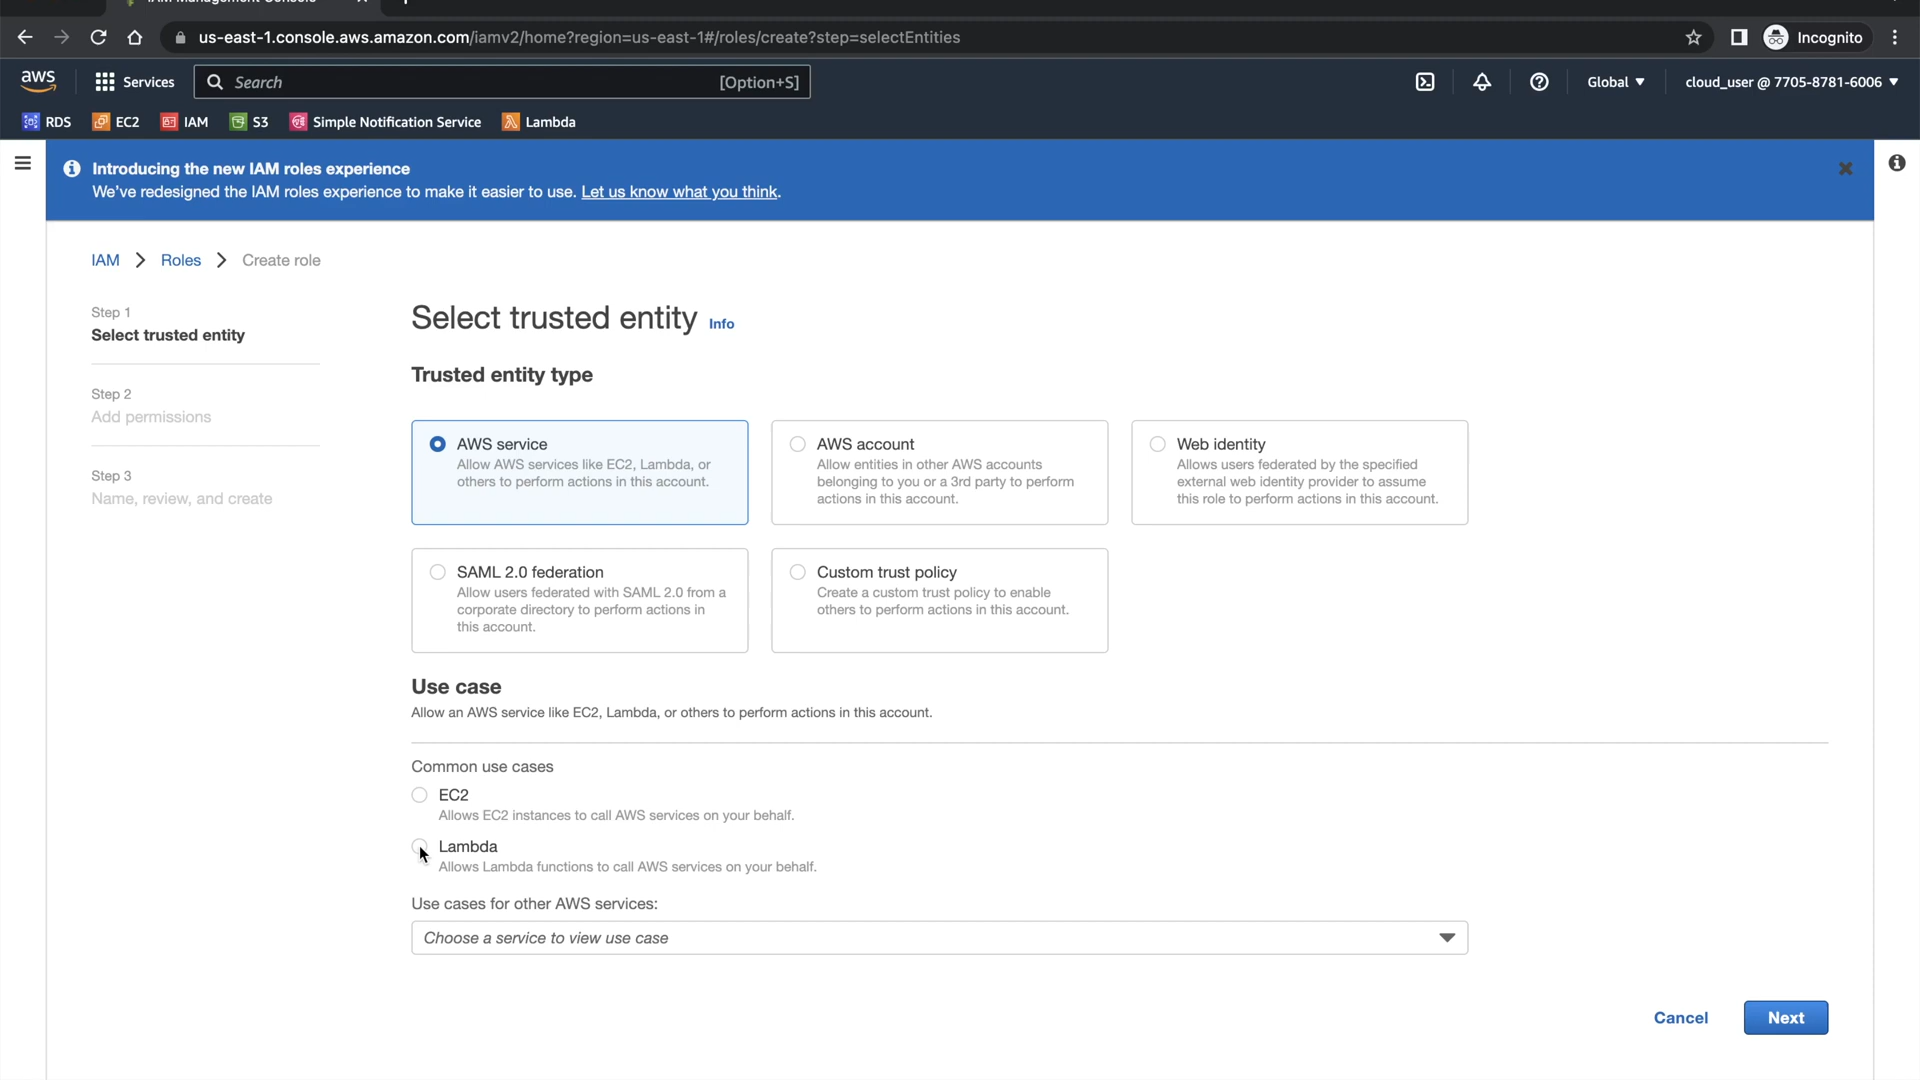 IAM Management Console
us-east-1.console.aws.amazon.com/iamv2/home?region=us-east-1#/roles/create?step=selectEntities
Incognito
aws
Services
Search
[Option+S]
Global
cloud_user @ 7705-8781-6006
RDS
EC2
IAM
S3
Simple Notification Service
Lambda
Introducing the new IAM roles experience
We've redesigned the IAM roles experience to make it easier to use. Let us know what you think.
IAM
Roles
Create role
Step 1
Select trusted entity
Step 2
Add permissions
Step 3
Name, review, and create
Select trusted entity Info
Trusted entity type
AWS service
Allow AWS services like EC2, Lambda, or
others to perform actions in this account.
AWS account
Allow entities in other AWS accounts
belonging to you or a 3rd party to perform
actions in this account.
Web identity
Allows users federated by the specified
external web identity provider to assume
this role to perform actions in this account.
SAML 2.0 federation
Allow users federated with SAML 2.0 from a
corporate directory to perform actions in
this account.
Custom trust policy
Create a custom trust policy to enable
others to perform actions in this account.
Use case
Allow an AWS service like EC2, Lambda, or others to perform actions in this account.
Common use cases
EC2
Allows EC2 instances to call AWS services on your behalf.
Lambda
Allows Lambda functions to call AWS services on your behalf.
Use cases for other AWS services:
Choose a service to view use case
Cancel
Next